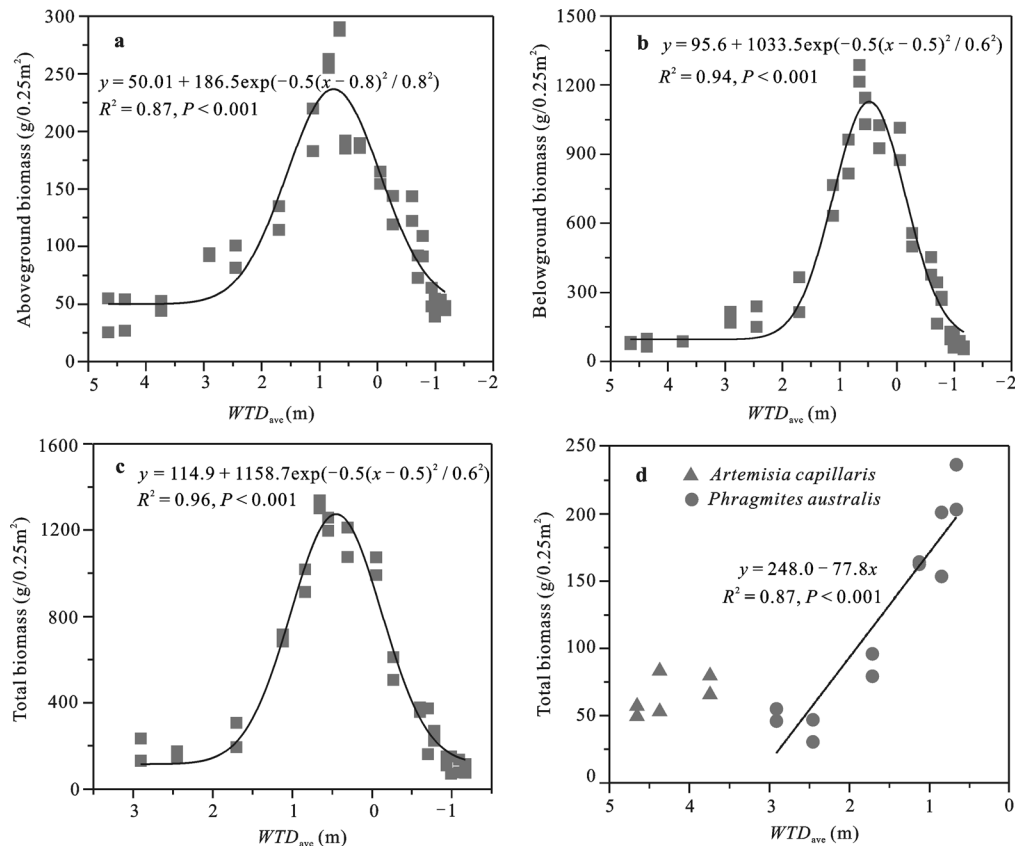 a
y = 50.01 + 186.5exp(−0.5(x − 0.8)² / 0.8²)
R² = 0.87, P < 0.001
Aboveground biomass (g/0.25m²)
300
250
200
150
100
50
0
5 4 3 2 1 0 −1 −2
WTDave (m)
b
y = 95.6 + 1033.5exp(−0.5(x − 0.5)² / 0.6²)
R² = 0.94, P < 0.001
Belowground biomass (g/0.25m²)
1500
1200
900
600
300
0
5 4 3 2 1 0 −1 −2
WTDave (m)
c
y = 114.9 + 1158.7exp(−0.5(x − 0.5)² / 0.6²)
R² = 0.96, P < 0.001
Total biomass (g/0.25m²)
1600
1200
800
400
0
3 2 1 0 −1
WTDave (m)
d
Artemisia capillaris
Phragmites australis
y = 248.0 − 77.8x
R² = 0.87, P < 0.001
Total biomass (g/0.25m²)
250
200
150
100
50
0
5 4 3 2 1 0
WTDave (m)